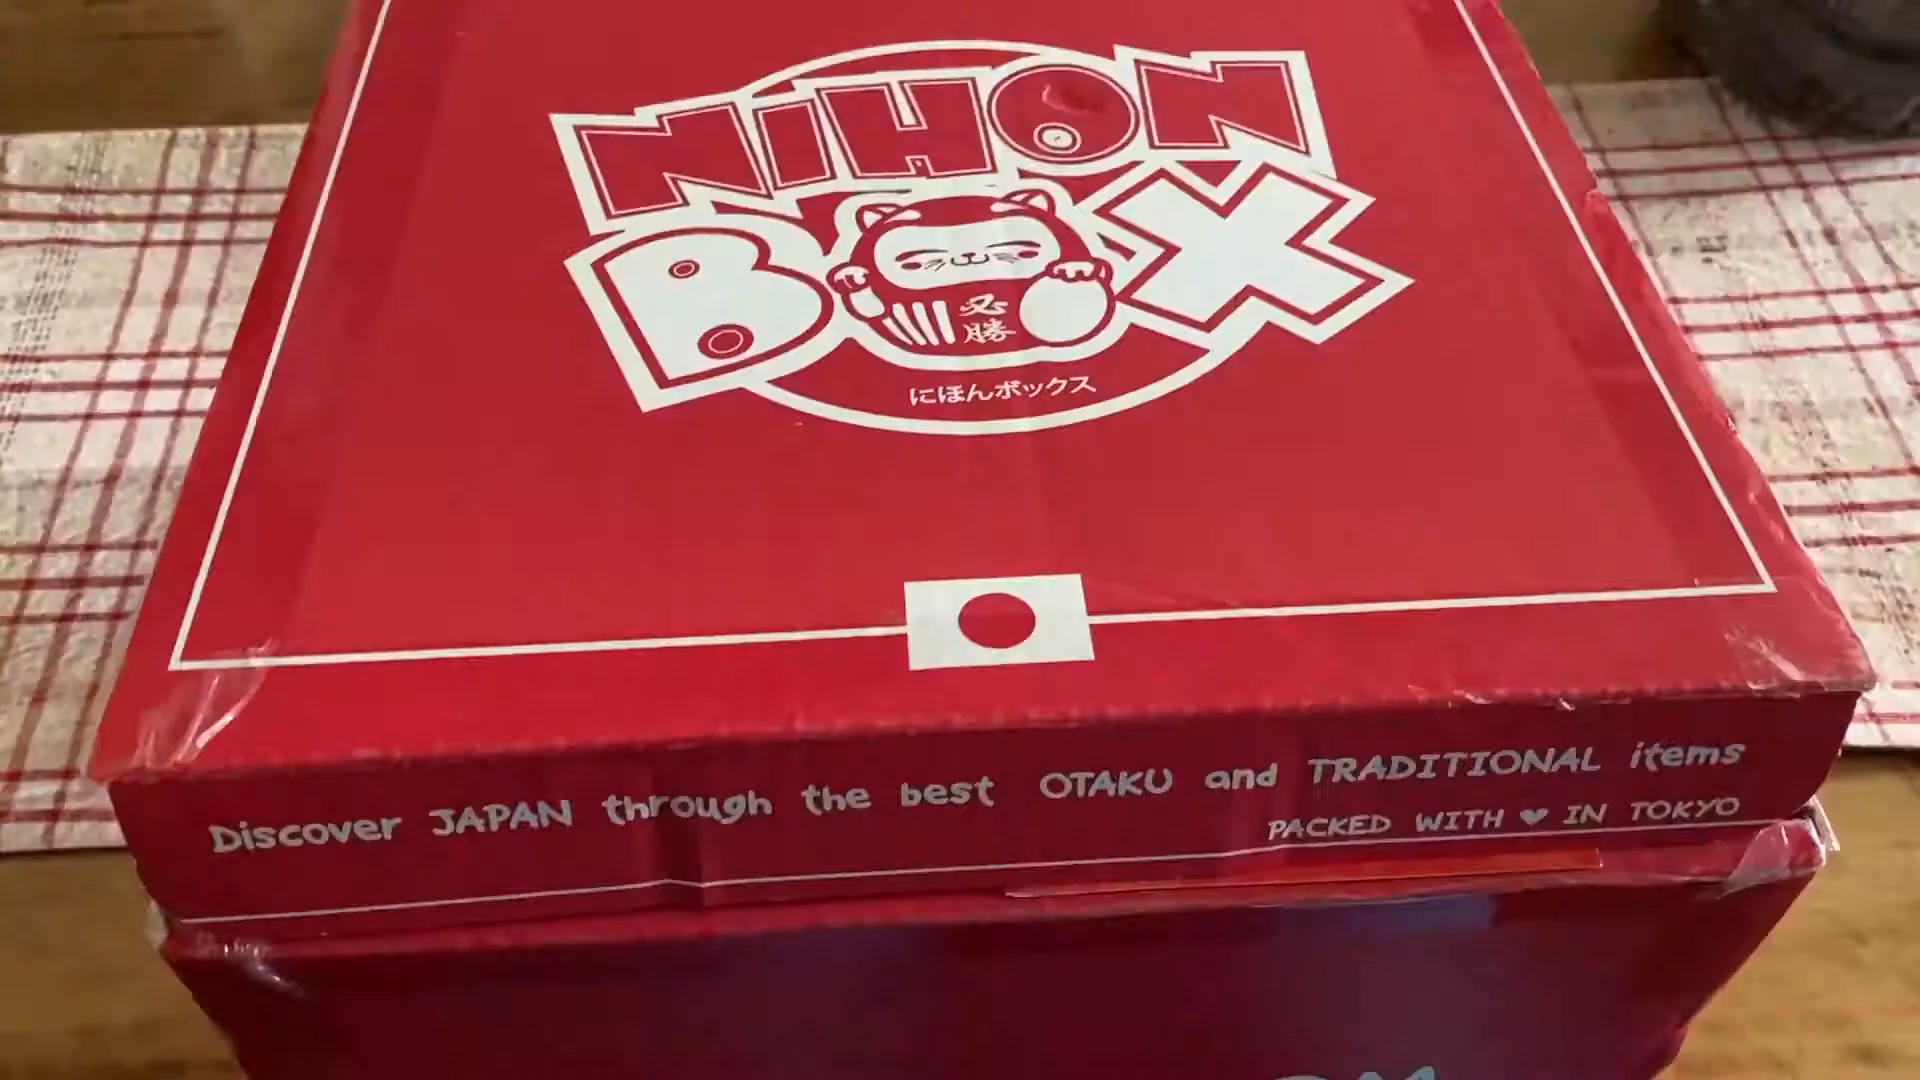 NiHON
BOX
必
勝
にほんボックス
Discover JAPAN through the best OTAKU and TRADITIONAL items
PACKED WITH ❤ IN TOKYO